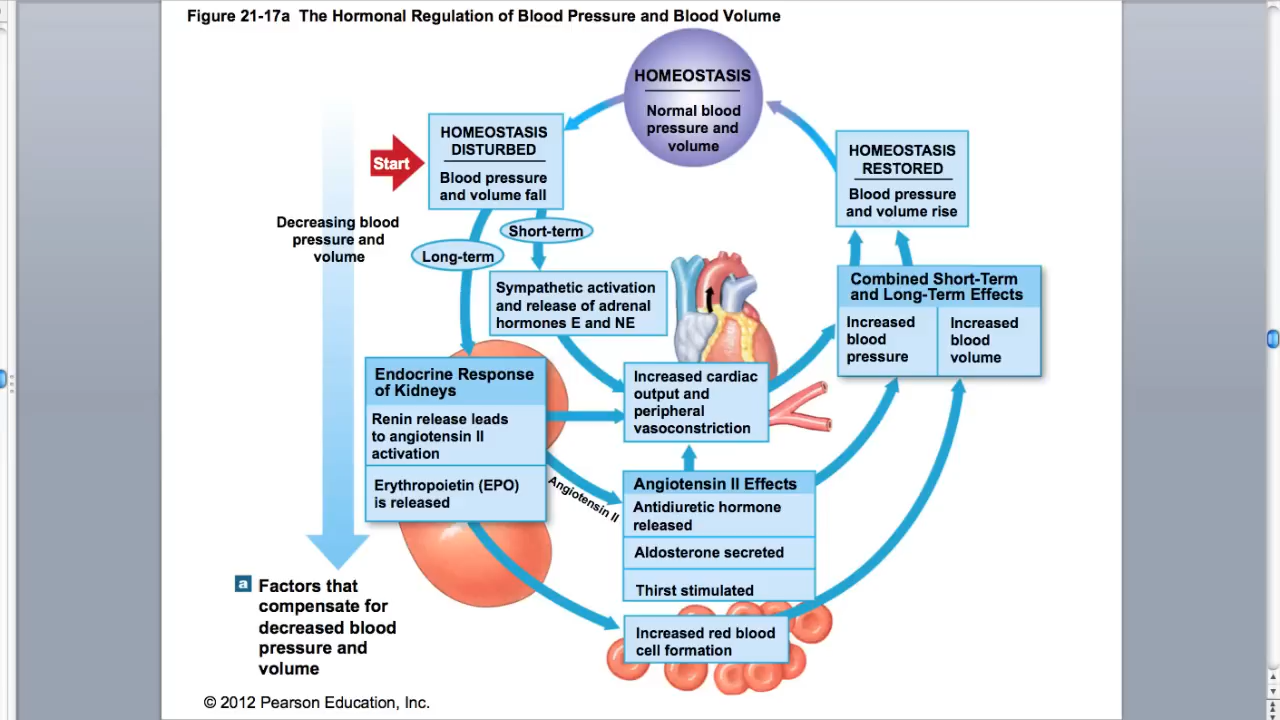 Figure 21-17a The Hormonal Regulation of Blood Pressure and Blood Volume
HOMEOSTASIS
Normal blood
pressure and
volume
HOMEOSTASIS
DISTURBED
Blood pressure
and volume fall
Start
HOMEOSTASIS
RESTORED
Blood pressure
and volume rise
Decreasing blood
pressure and
volume
Short-term
Long-term
Sympathetic activation
and release of adrenal
hormones E and NE
Combined Short-Term
and Long-Term Effects
Increased
blood
pressure
Increased
blood
volume
Endocrine Response
of Kidneys
Renin release leads
to angiotensin II
activation
Erythropoietin (EPO)
is released
Increased cardiac
output and
peripheral
vasoconstriction
Angiotensin II
Angiotensin II Effects
Antidiuretic hormone
released
Aldosterone secreted
Thirst stimulated
Increased red blood
cell formation
a Factors that
compensate for
decreased blood
pressure and
volume
© 2012 Pearson Education, Inc.